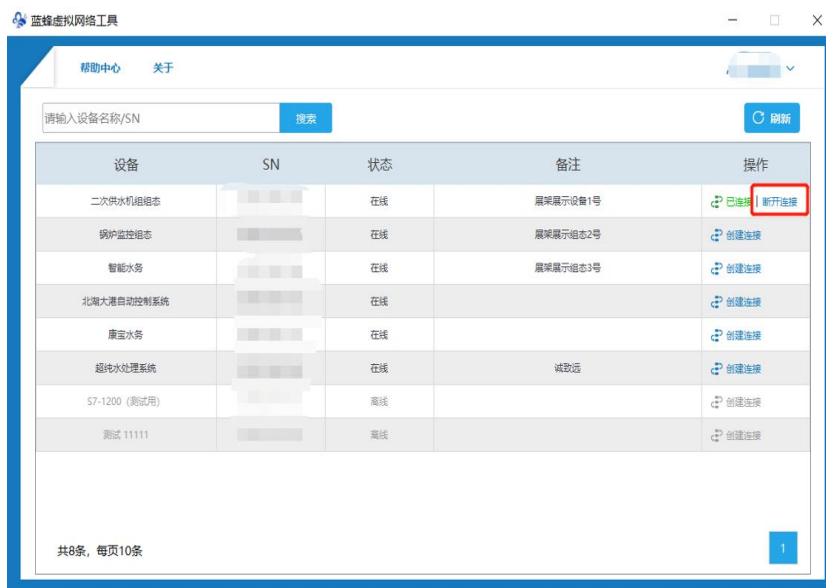 蓝蜂虚拟网络工具
帮助中心 关于
请输入设备名称/SN 搜索 刷新
设备 SN 状态 备注 操作
二次供水机组组态 在线 展架展示设备1号 已连接 | 断开连接
锅炉监控组态 在线 展架展示组态2号 创建连接
智能水务 在线 展架展示组态3号 创建连接
北湖大港自动控制系统 在线 创建连接
康宝水务 在线 创建连接
超纯水处理系统 在线 诚致远 创建连接
S7-1200（测试用） 离线 创建连接
测试 11111 离线 创建连接
共8条，每页10条 1